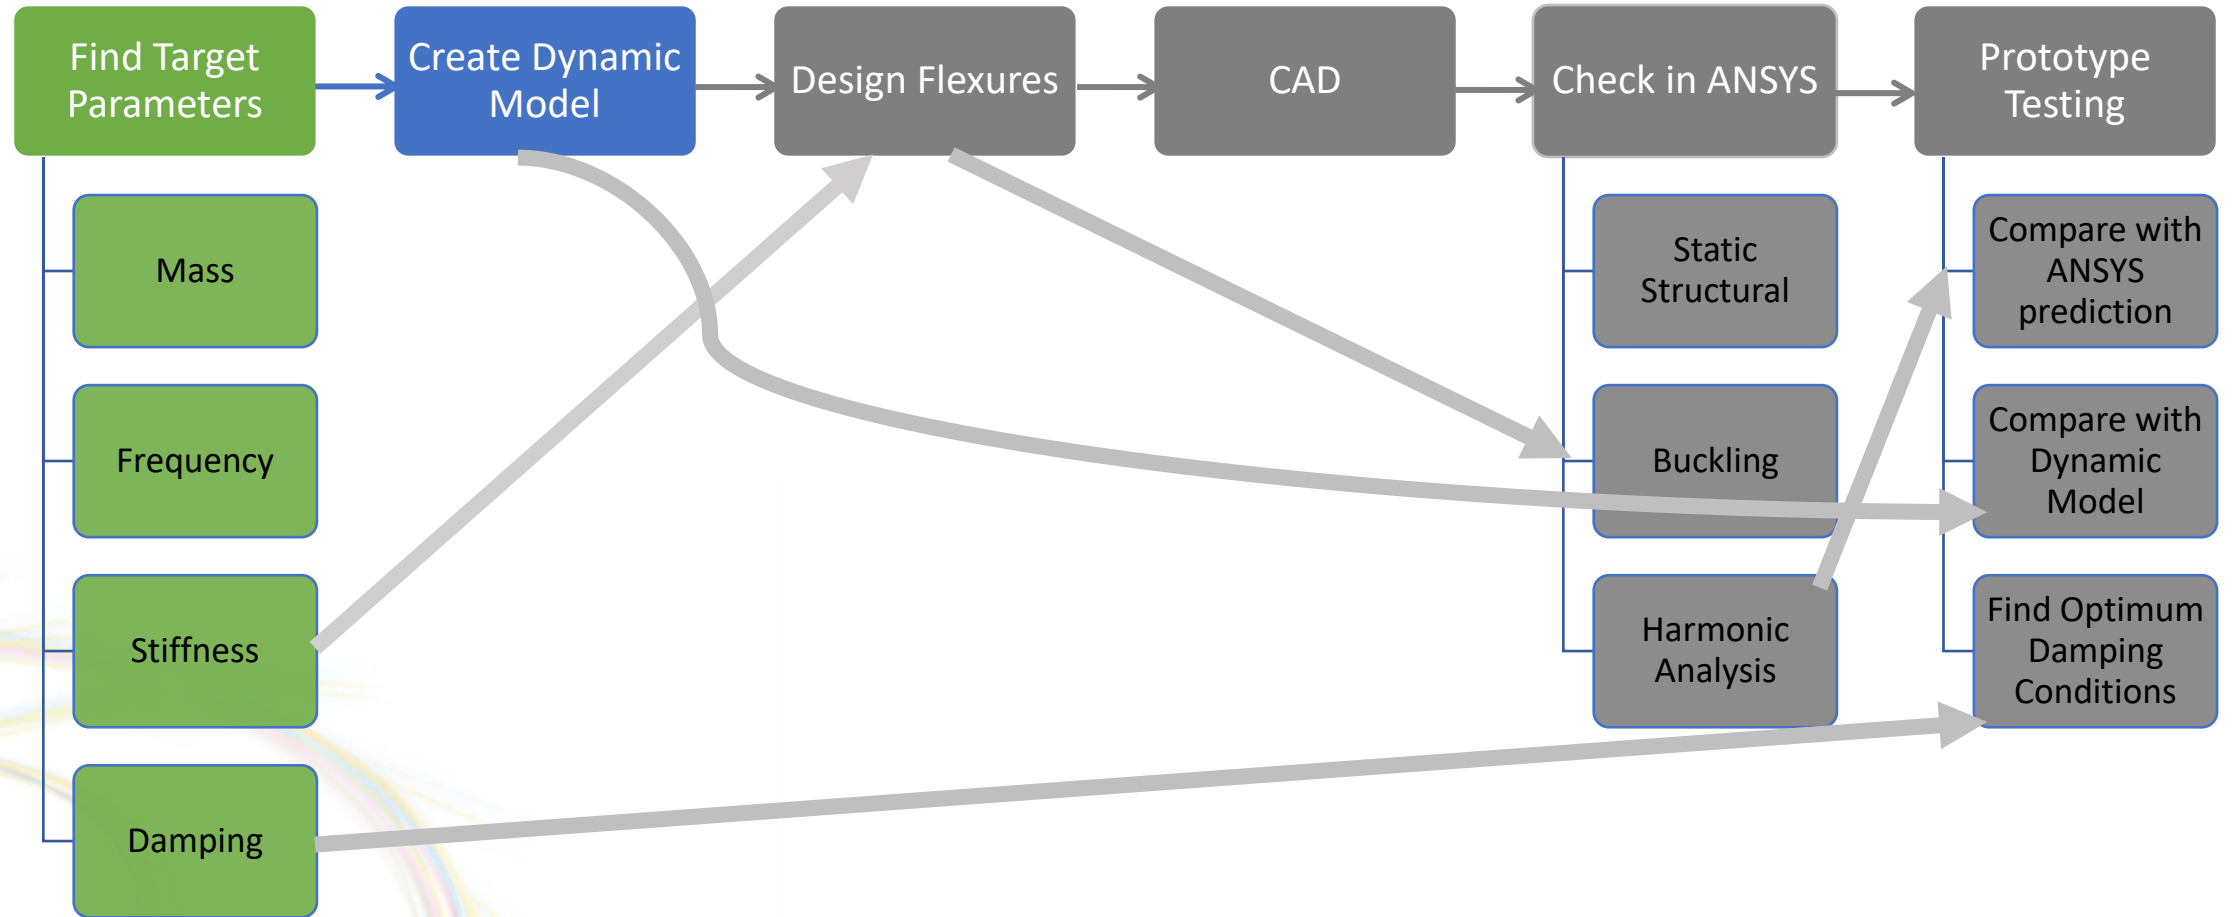 Find Target
Parameters
Create Dynamic
Model
Design Flexures
CAD
Check in ANSYS
Prototype
Testing
Mass
Frequency
Stiffness
Damping
Static
Structural
Buckling
Harmonic
Analysis
Compare with
ANSYS
prediction
Compare with
Dynamic
Model
Find Optimum
Damping
Conditions